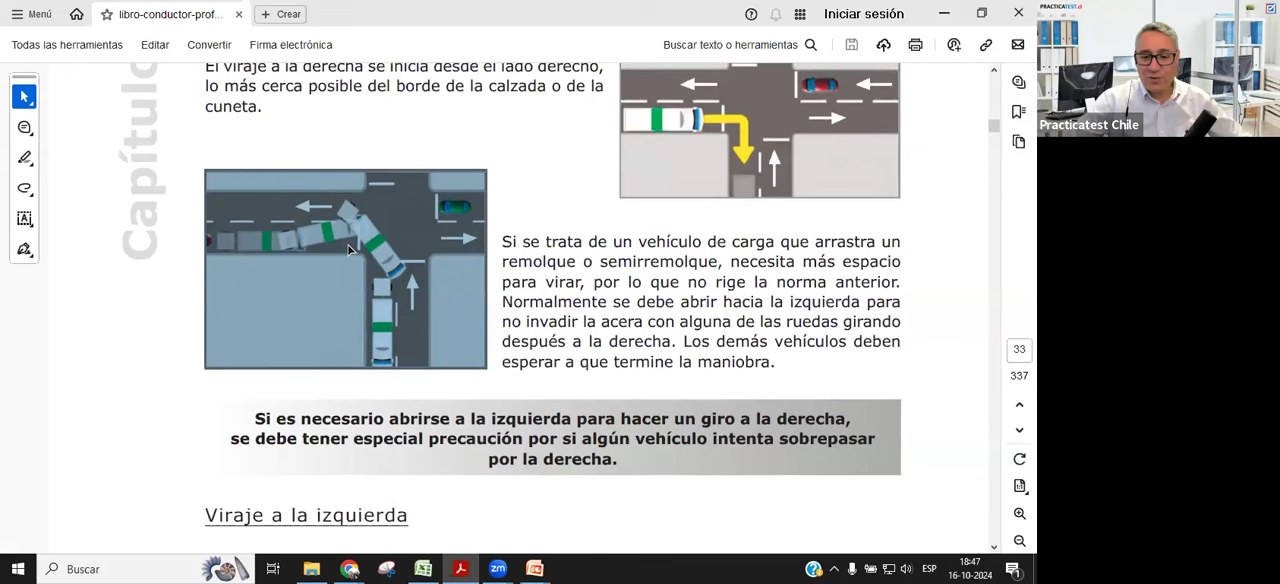 Menú
libro-conductor-prof...
Crear
Iniciar sesión
Todas las herramientas
Editar
Convertir
Firma electrónica
Buscar texto o herramientas
Capítulo
El viraje a la derecha se inicia desde el lado derecho,
lo más cerca posible del borde de la calzada o de la
cuneta.
Si se trata de un vehículo de carga que arrastra un
remolque o semirremolque, necesita más espacio
para virar, por lo que no rige la norma anterior.
Normalmente se debe abrir hacia la izquierda para
no invadir la acera con alguna de las ruedas girando
después a la derecha. Los demás vehículos deben
esperar a que termine la maniobra.
Si es necesario abrirse a la izquierda para hacer un giro a la derecha,
se debe tener especial precaución por si algún vehículo intenta sobrepasar
por la derecha.
Viraje a la izquierda
33
337
PRACTICATEST.cl
Practicatest Chile
Buscar
ESP
18:47
16-10-2024
1